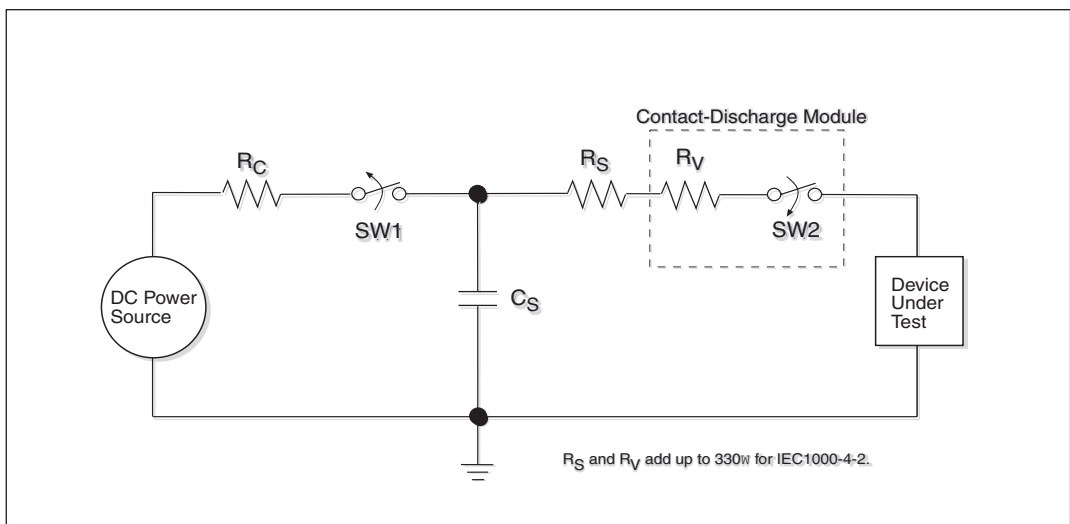 Contact-Discharge Module
RC
RS
RV
SW1
SW2
DC Power
Source
CS
Device
Under
Test
RS and RV add up to 330W for IEC1000-4-2.